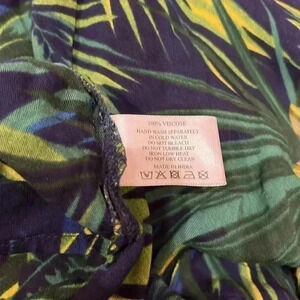 100% VISCOSE
HAND WASH SEPARATELY
IN COLD WATER
DO NOT BLEACH
DO NOT TUMBLE DRY
IRON LOW HEAT
DO NOT DRY CLEAN
MADE IN INDIA